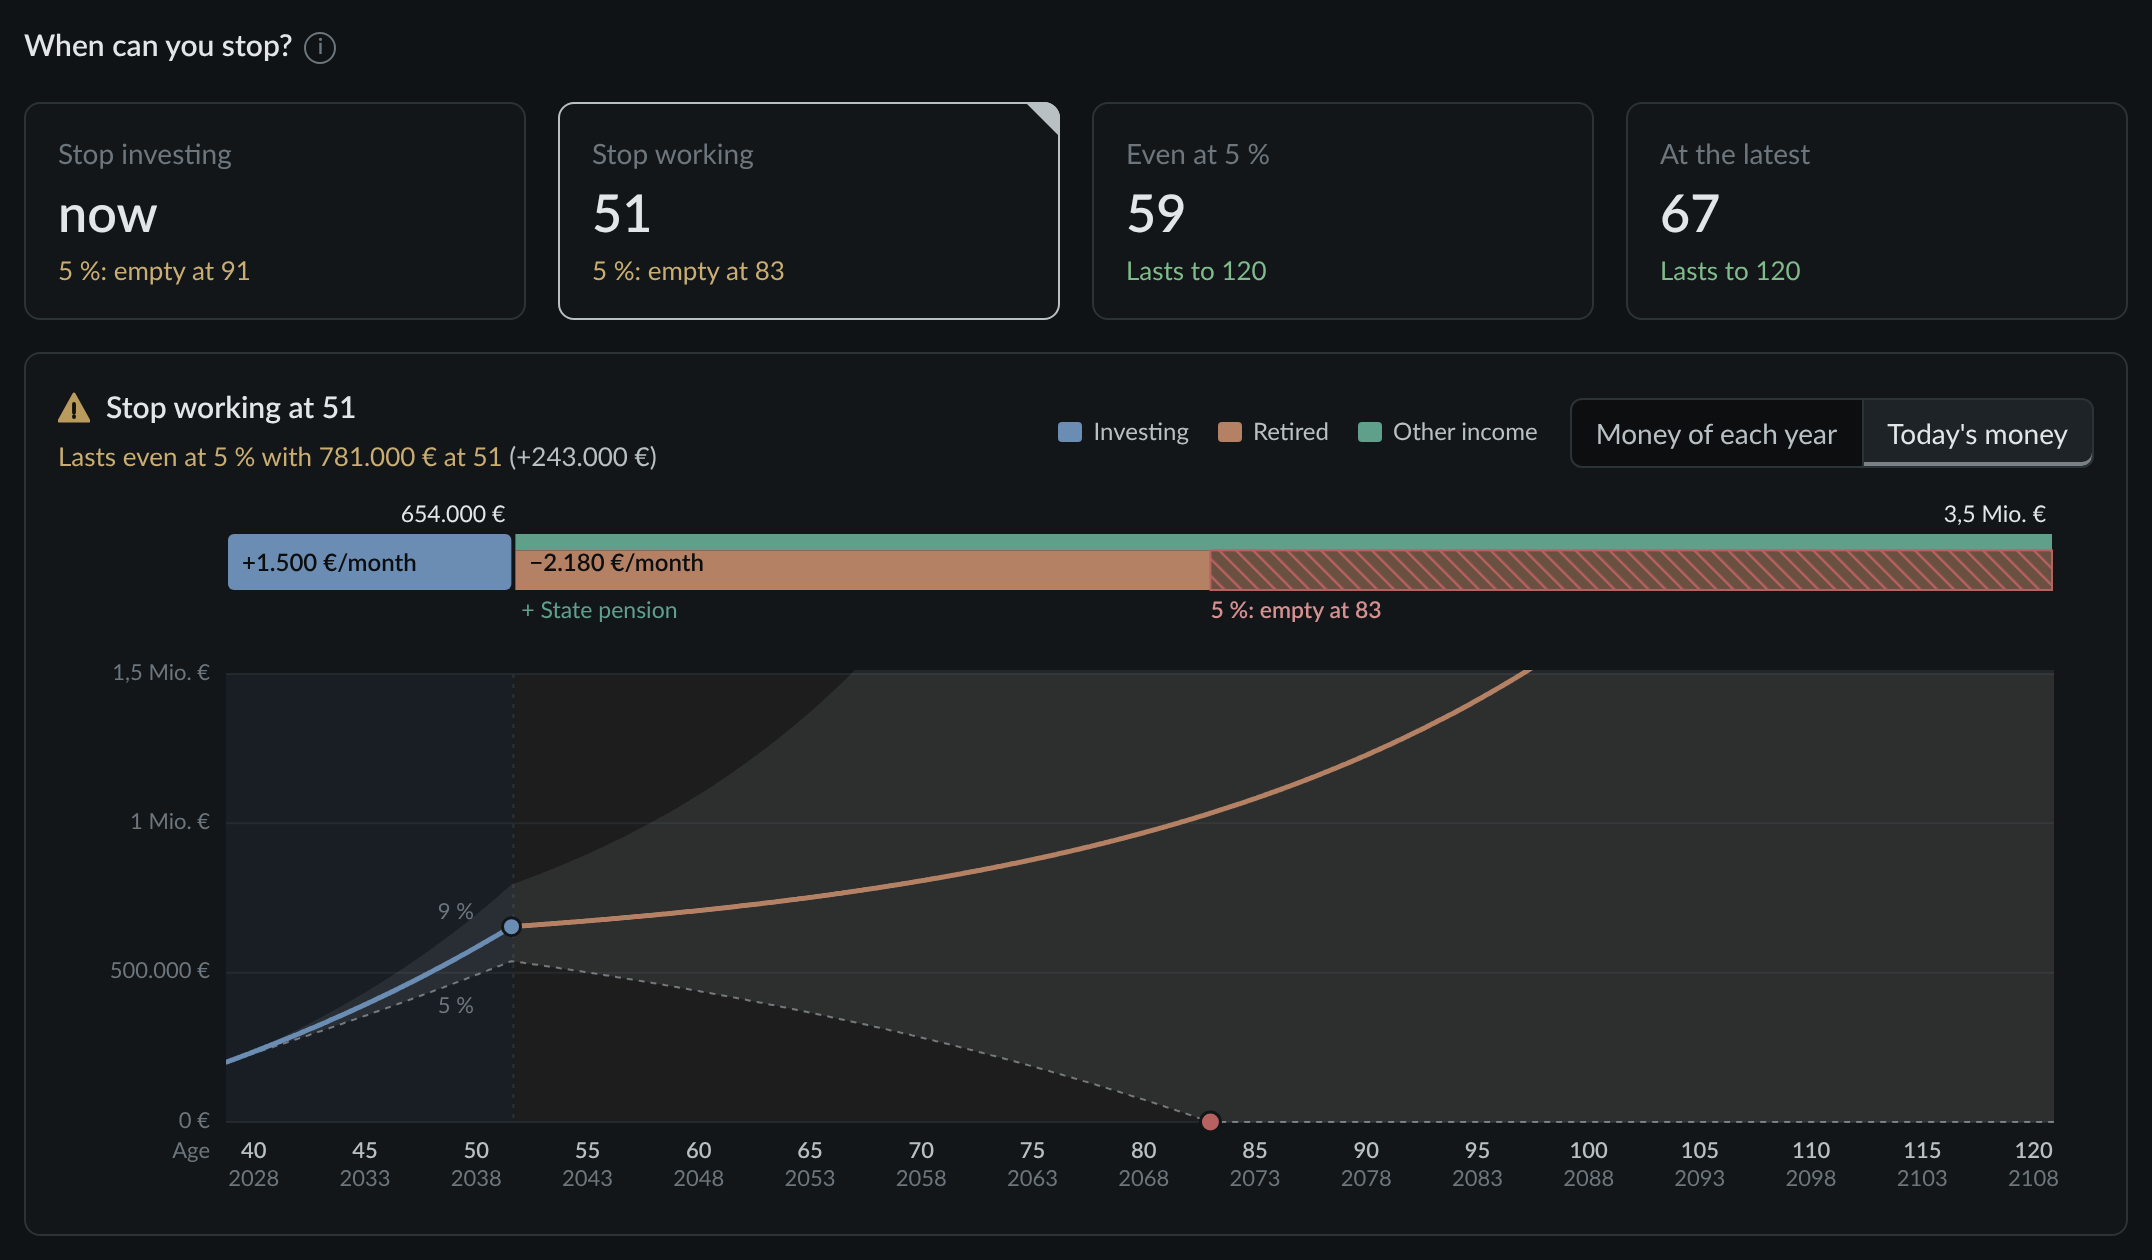 When can you stop? i
Stop investing
now
5 %: empty at 91
Stop working
51
5 %: empty at 83
Even at 5 %
59
Lasts to 120
At the latest
67
Lasts to 120
Stop working at 51
Lasts even at 5 % with 781.000 € at 51 (+243.000 €)
Investing Retired Other income
Money of each year Today's money
654.000 € 3,5 Mio. €
+1.500 €/month −2.180 €/month
+ State pension 5 %: empty at 83
1,5 Mio. €
1 Mio. €
9 %
500.000 €
5 %
0 €
Age 40 45 50 55 60 65 70 75 80 85 90 95 100 105 110 115 120
2028 2033 2038 2043 2048 2053 2058 2063 2068 2073 2078 2083 2088 2093 2098 2103 2108